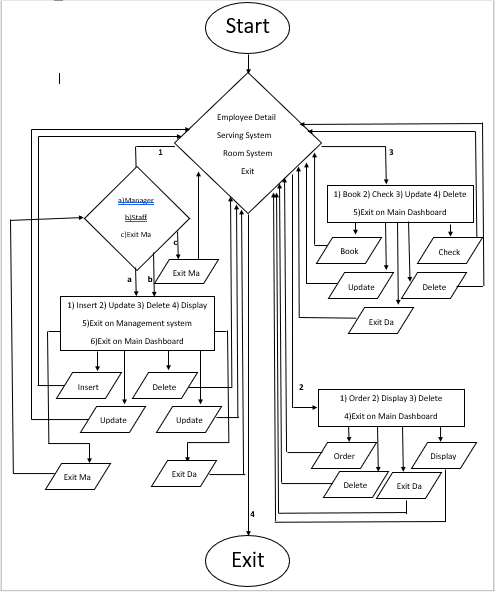 Start
Employee Detail
Serving System
Room System
Exit
1
3
a)Manager
b)Staff
c)Exit Ma
c
Exit Ma
a
b
1) Book 2) Check 3) Update 4) Delete
5)Exit on Main Dashboard
Book
Check
Update
Delete
Exit Da
1) Insert 2) Update 3) Delete 4) Display
5)Exit on Management system
6)Exit on Main Dashboard
Insert
Delete
Update
Update
Exit Ma
Exit Da
2
1) Order 2) Display 3) Delete
4)Exit on Main Dashboard
Order
Display
Delete
Exit Da
4
Exit